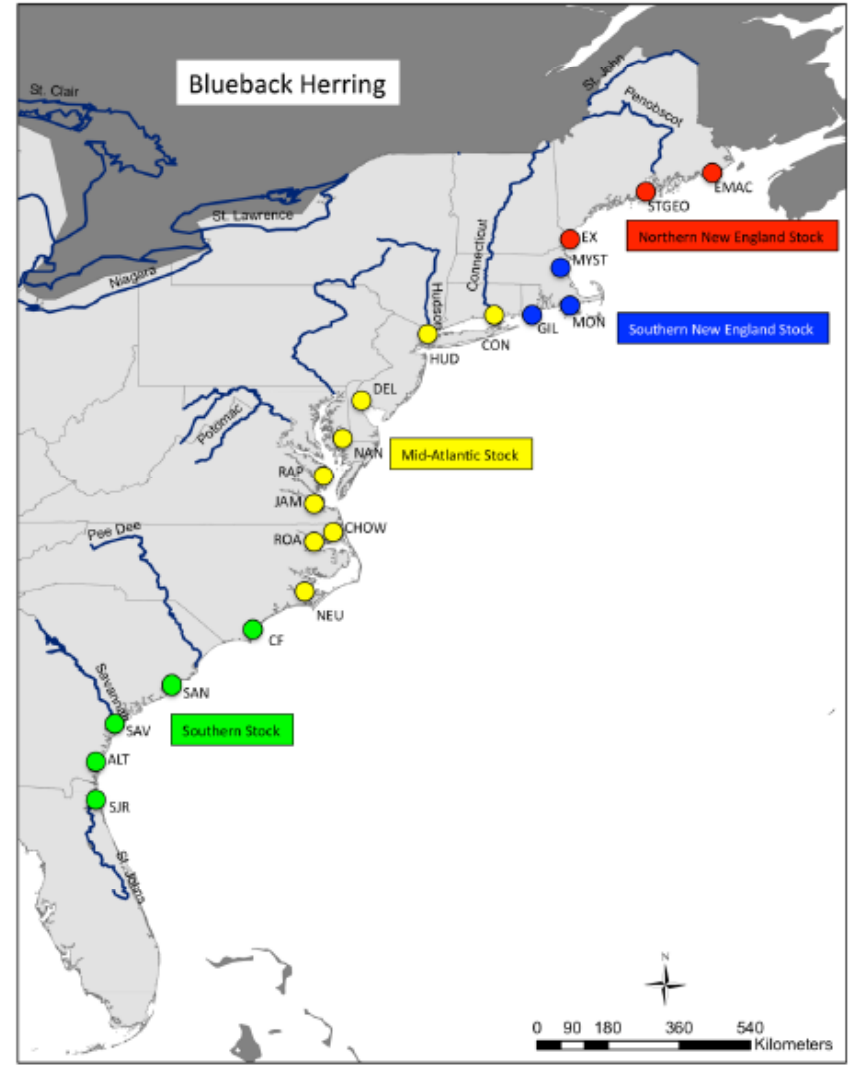 Blueback Herring
St. Clair
St. John
Penobscot
EMAC
STGEO
St. Lawrence
Northern New England Stock
EX
Connecticut
MYST
Niagara
Hudson
MON
GIL
Southern New England Stock
CON
HUD
DEL
Potomac
NAN
Mid-Atlantic Stock
RAP
JAM
CHOW
Pee Dee
ROA
NEU
CF
Savannah
SAN
SAV
Southern Stock
ALT
SJR
St. Johns
N
0 90 180 360 540
Kilometers